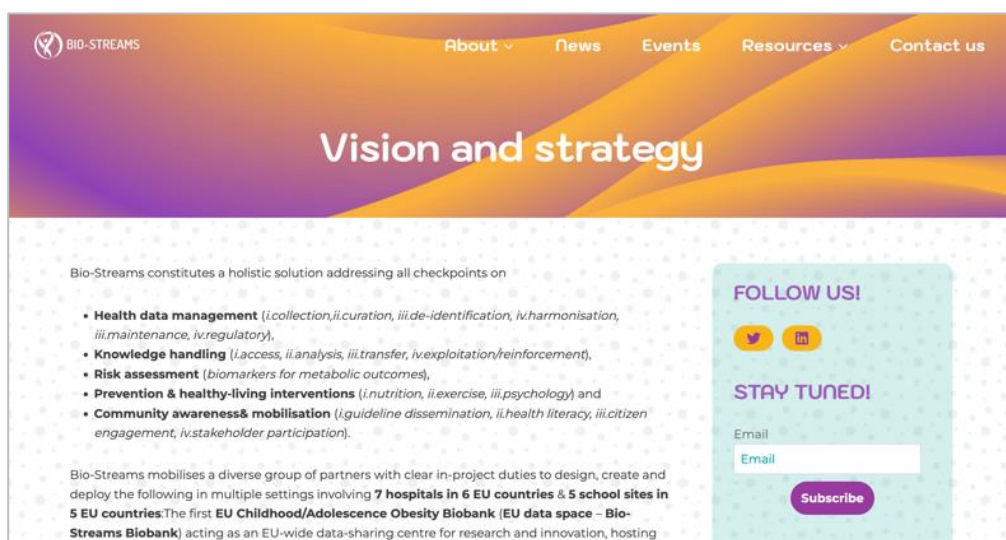 BIO-STREAMS
About
News
Events
Resources
Contact us
Vision and strategy
Bio-Streams constitutes a holistic solution addressing all checkpoints on
• Health data management (i.collection,ii.curation, iii.de-identification, iv.harmonisation,
iii.maintenance, iv.regulatory),
• Knowledge handling (i.access, ii.analysis, iii.transfer, iv.exploitation/reinforcement),
• Risk assessment (biomarkers for metabolic outcomes),
• Prevention & healthy-living interventions (i.nutrition, ii.exercise, iii.psychology) and
• Community awareness& mobilisation (i.guideline dissemination, ii.health literacy, iii.citizen
engagement, iv.stakeholder participation).
Bio-Streams mobilises a diverse group of partners with clear in-project duties to design, create and
deploy the following in multiple settings involving 7 hospitals in 6 EU countries & 5 school sites in
5 EU countries:The first EU Childhood/Adolescence Obesity Biobank (EU data space – Bio-
Streams Biobank) acting as an EU-wide data-sharing centre for research and innovation, hosting
FOLLOW US!
STAY TUNED!
Email
Email
Subscribe